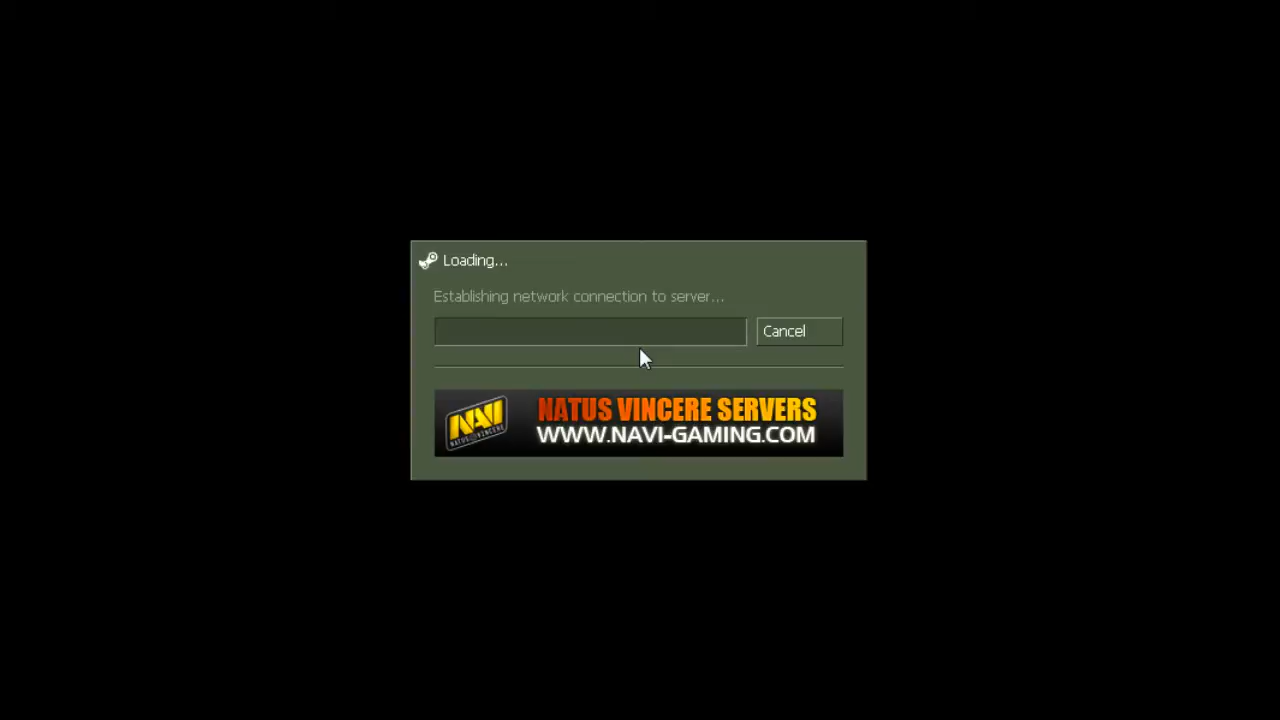 Loading...
Establishing network connection to server...
Cancel
NAVI
NATUS VINCERE
NATUS VINCERE SERVERS
WWW.NAVI-GAMING.COM